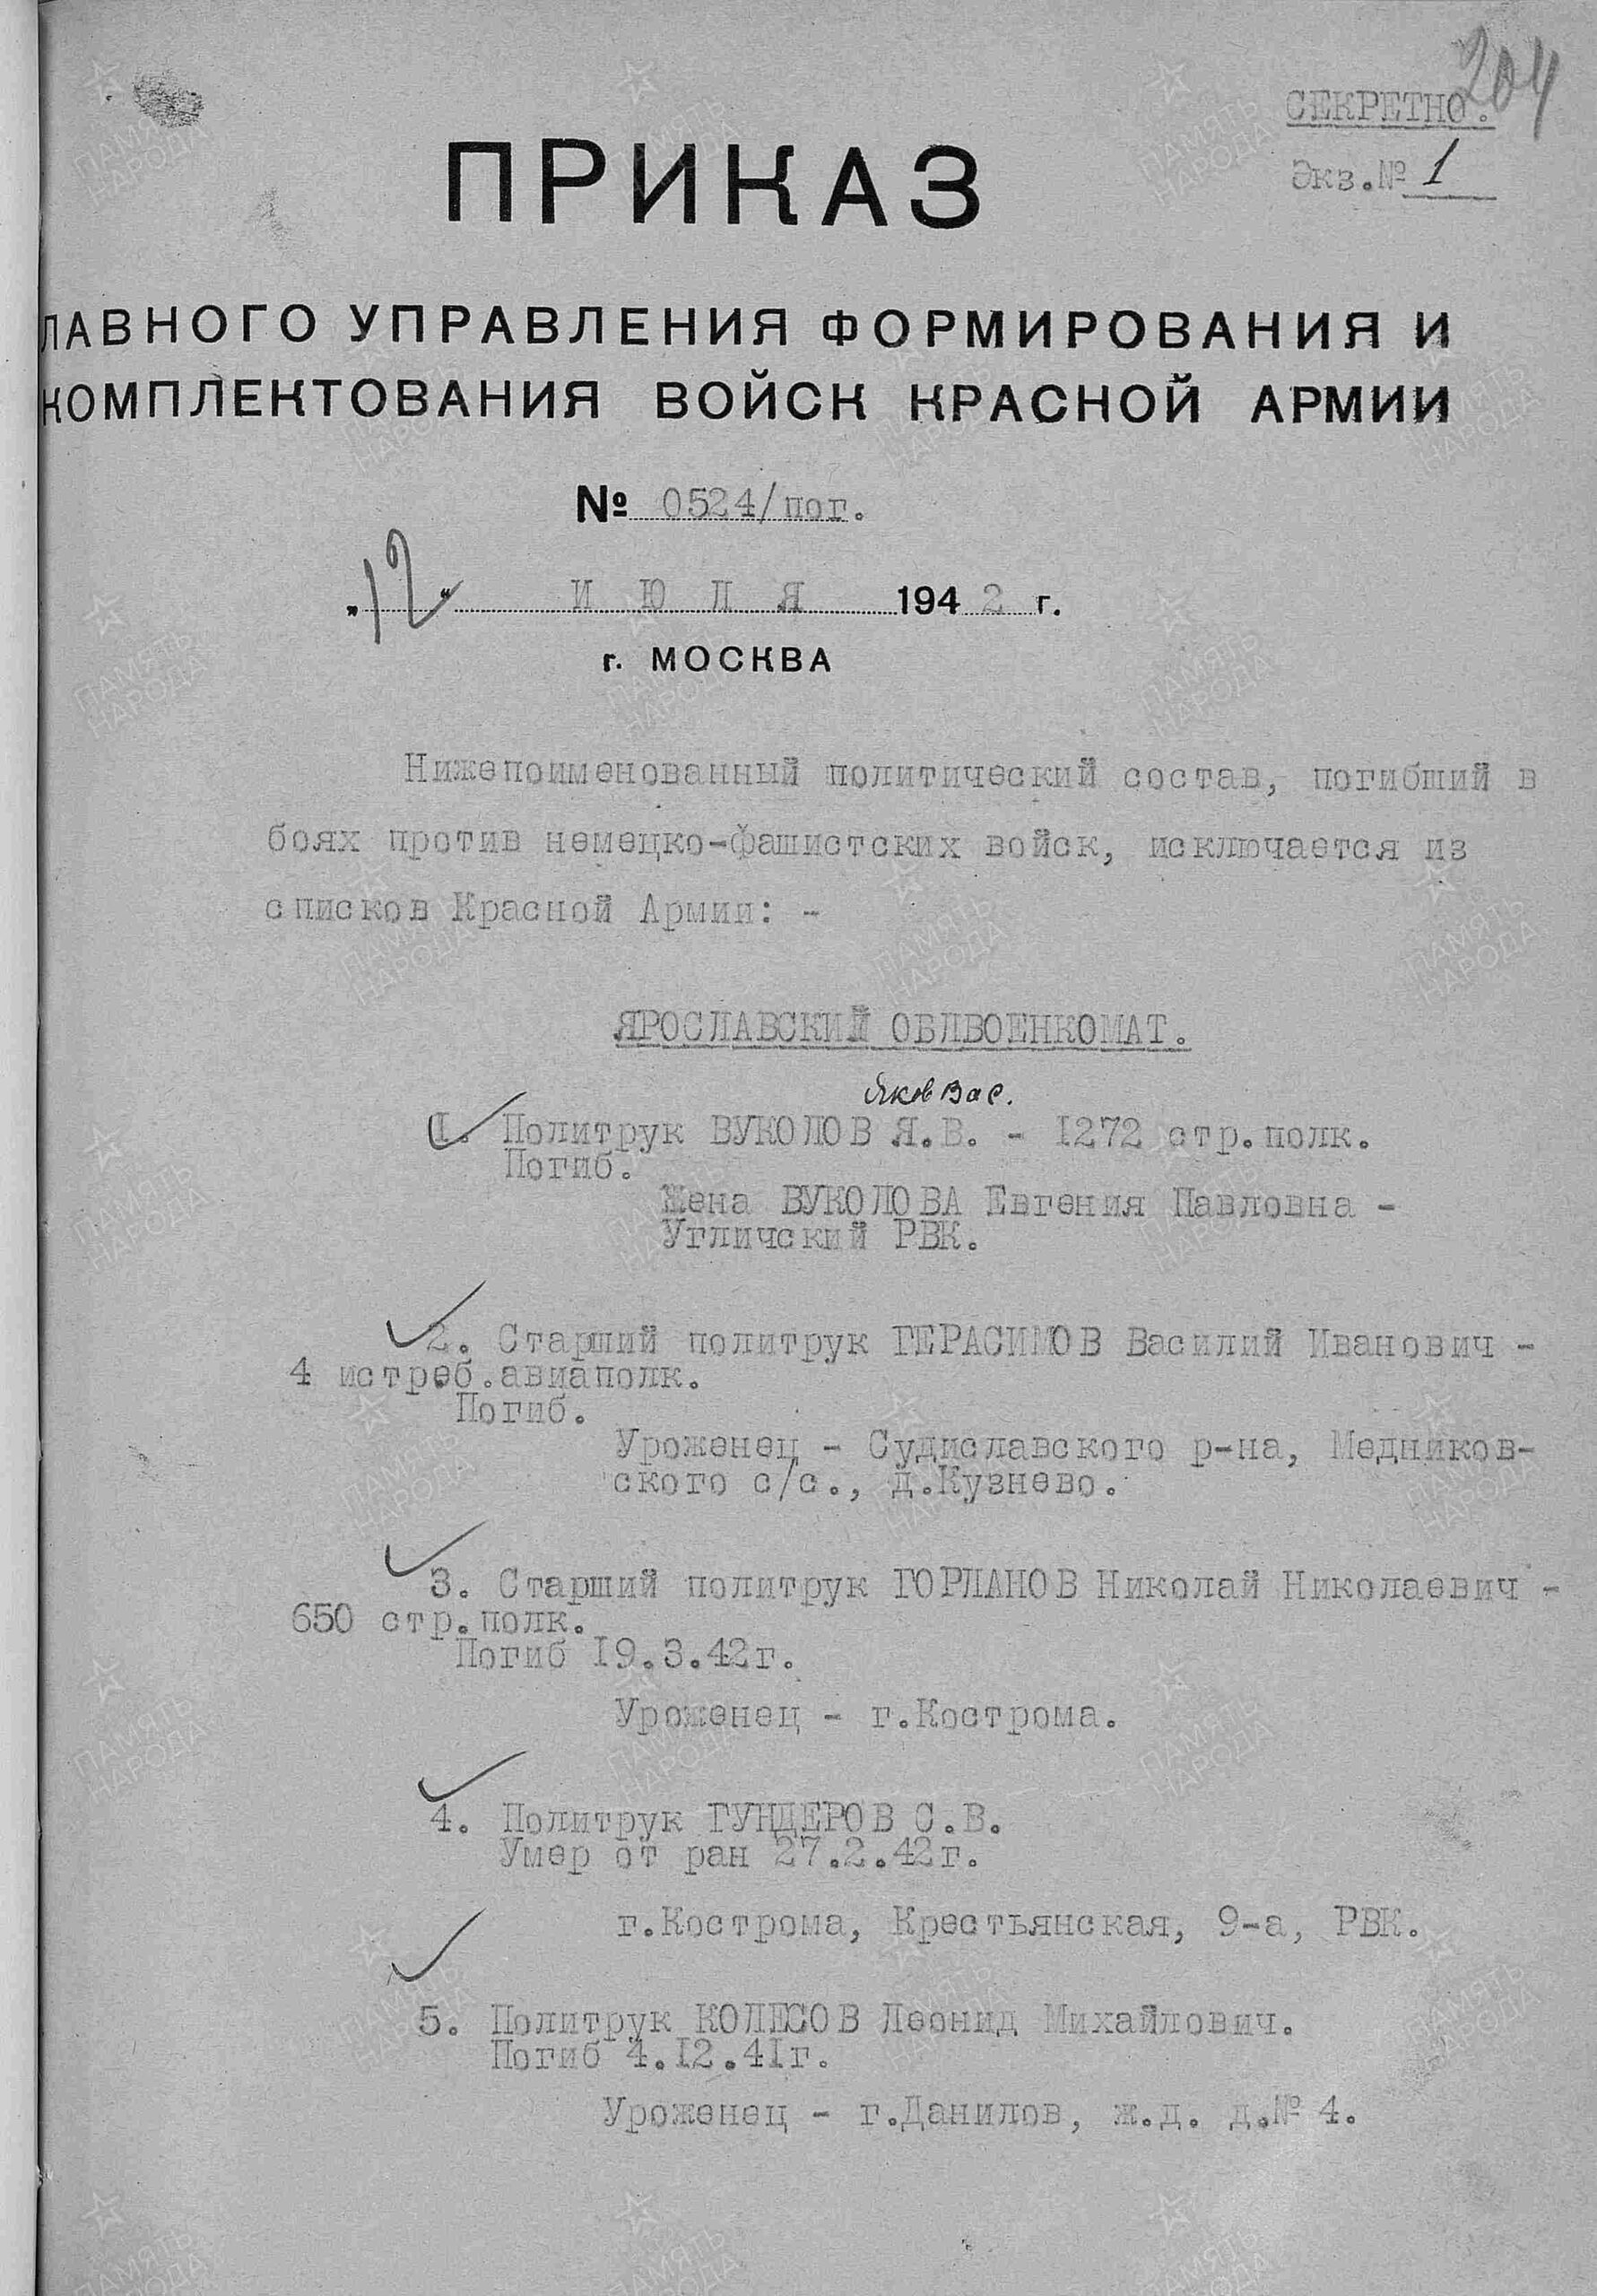 204
СЕКРЕТНО.
Экз.№ 1
ПРИКАЗ
ЛАВНОГО УПРАВЛЕНИЯ ФОРМИРОВАНИЯ И
КОМПЛЕКТОВАНИЯ ВОЙСК КРАСНОЙ АРМИИ
№ 0524/пог.
„12“ ИЮЛЯ 1942 г.
г. МОСКВА
Нижепоименованный политический состав, погибший в
боях против немецко-фашистских войск, исключается из
списков Красной Армии: -
ЯРОСЛАВСКИЙ ОБЛВОЕНКОМАТ.
Яков Вас.
1. Политрук ВУКОЛОВ Я.В. - 1272 стр.полк.
Погиб.
Жена ВУКОЛОВА Евгения Павловна -
Угличский РВК.
2. Старший политрук ГЕРАСИМОВ Василий Иванович -
4 истреб.авиаполк.
Погиб.
Уроженец - Судиславского р-на, Медников-
ского с/с., д.Кузнево.
3. Старший политрук ГОРЛАНОВ Николай Николаевич -
650 стр.полк.
Погиб 19.3.42г.
Уроженец - г.Кострома.
4. Политрук ГУНДЕРОВ С.В.
Умер от ран 27.2.42г.
г.Кострома, Крестьянская, 9-а, РВК.
5. Политрук КОЛЕСОВ Леонид Михайлович.
Погиб 4.12.41г.
Уроженец - г.Данилов, ж.д. д.№ 4.
ПАМЯТЬ
НАРОДА